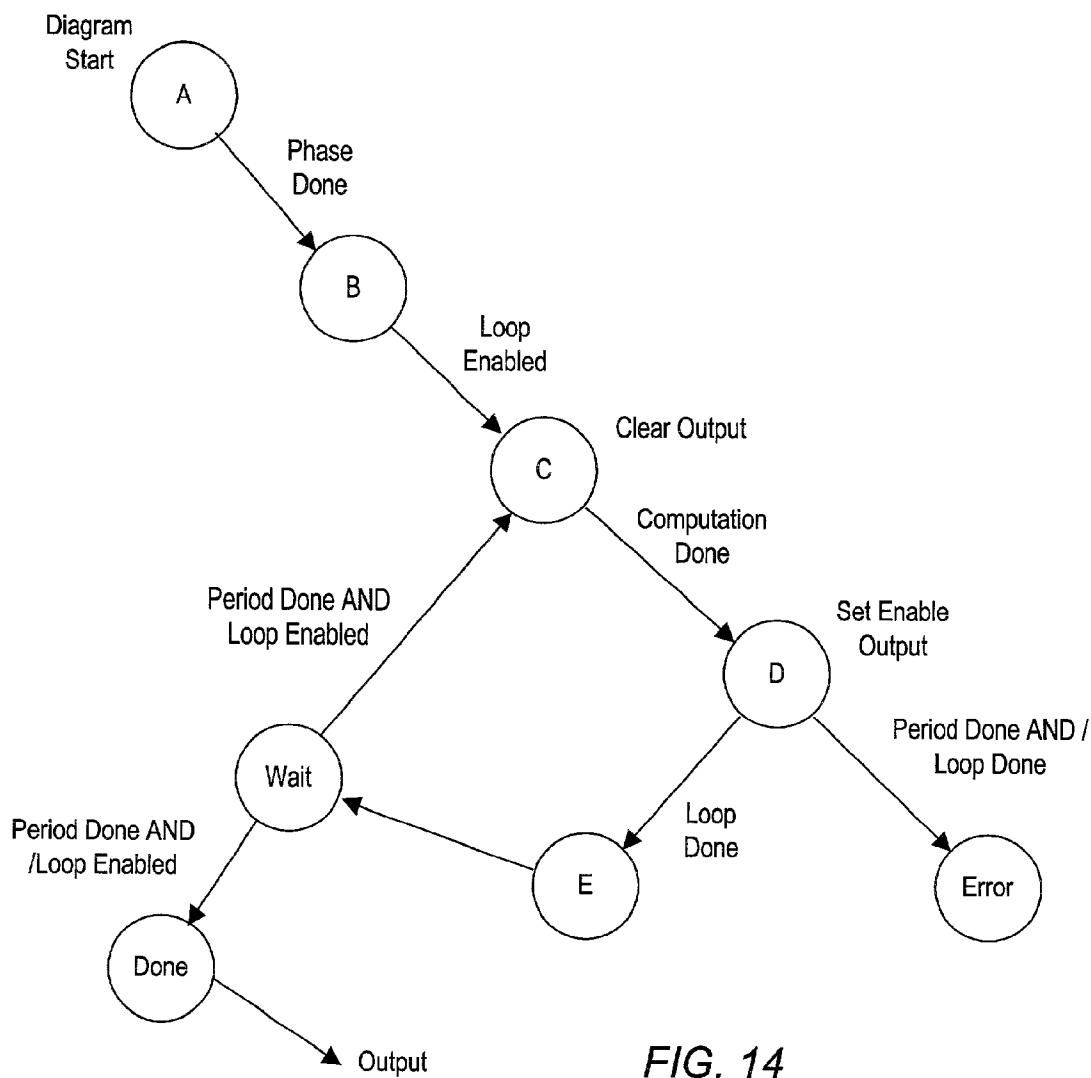 Diagram
Start
A
Phase
Done
B
Loop
Enabled
C
Clear Output
Computation
Done
Period Done AND
Loop Enabled
Set Enable
Output
D
Period Done AND /
Loop Done
Wait
Loop
Done
Period Done AND
/Loop Enabled
E
Error
Done
Output
FIG. 14